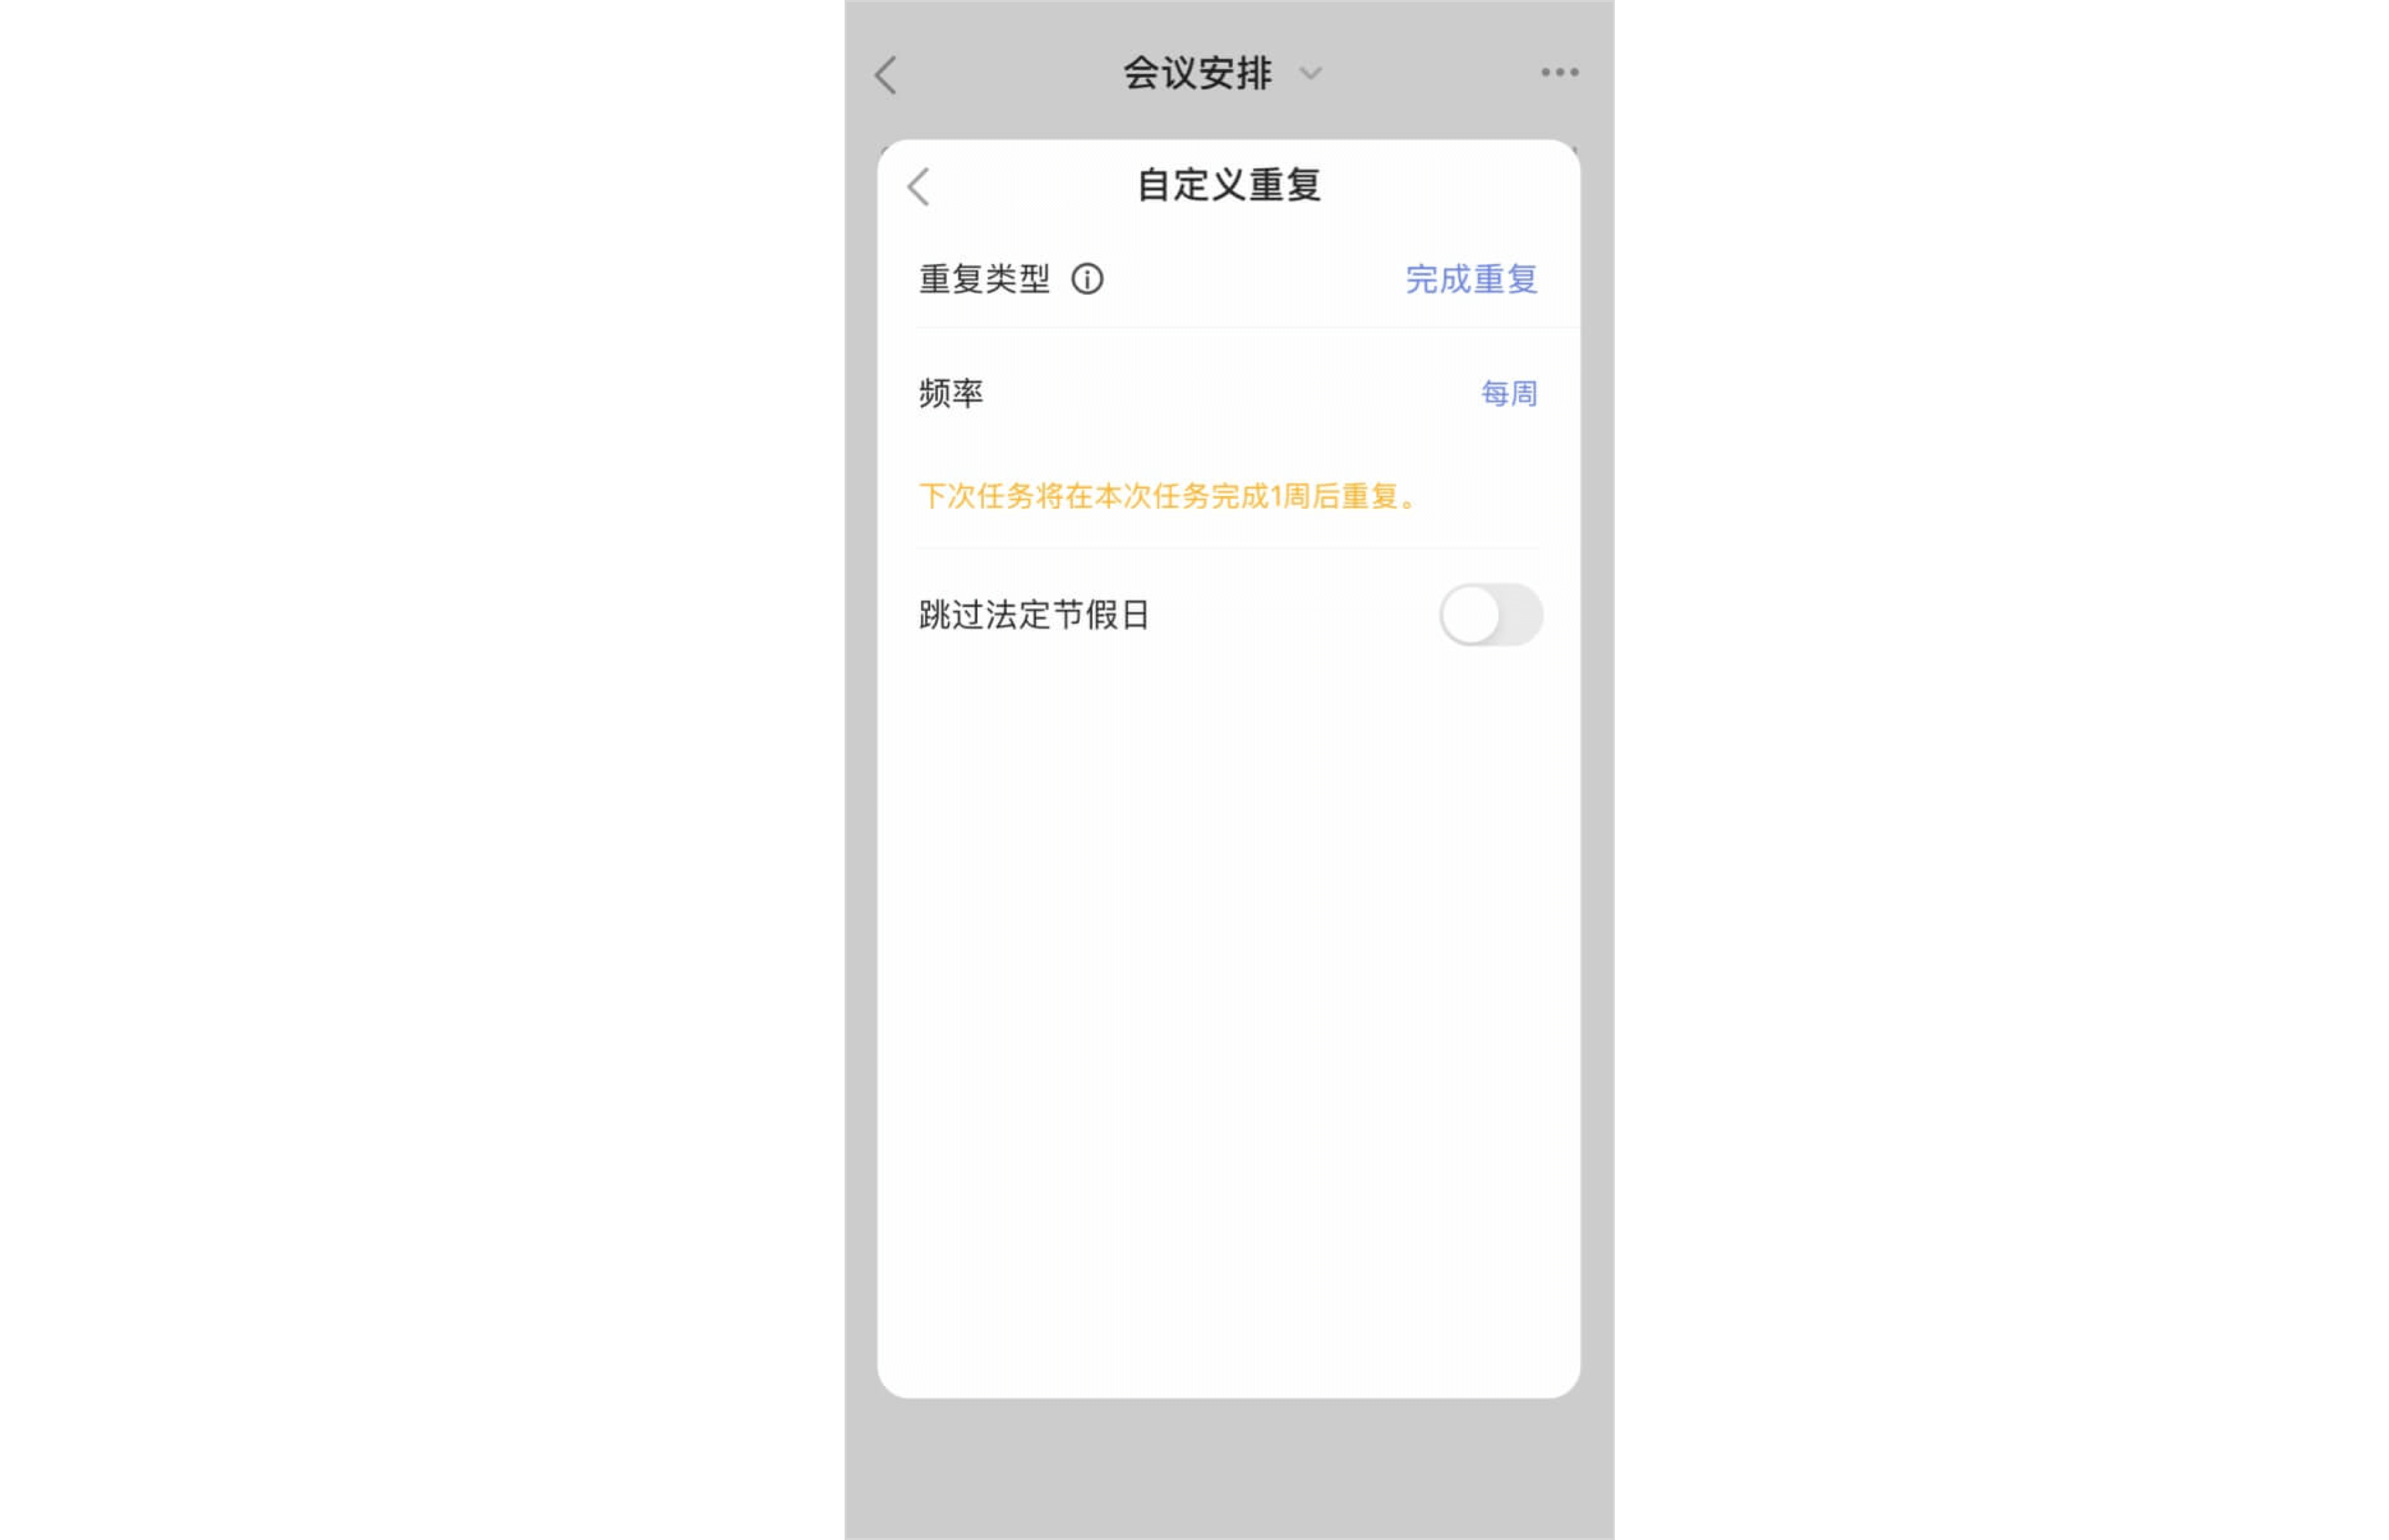 会议安排
自定义重复
重复类型 完成重复
频率 每周
下次任务将在本次任务完成1周后重复。
跳过法定节假日